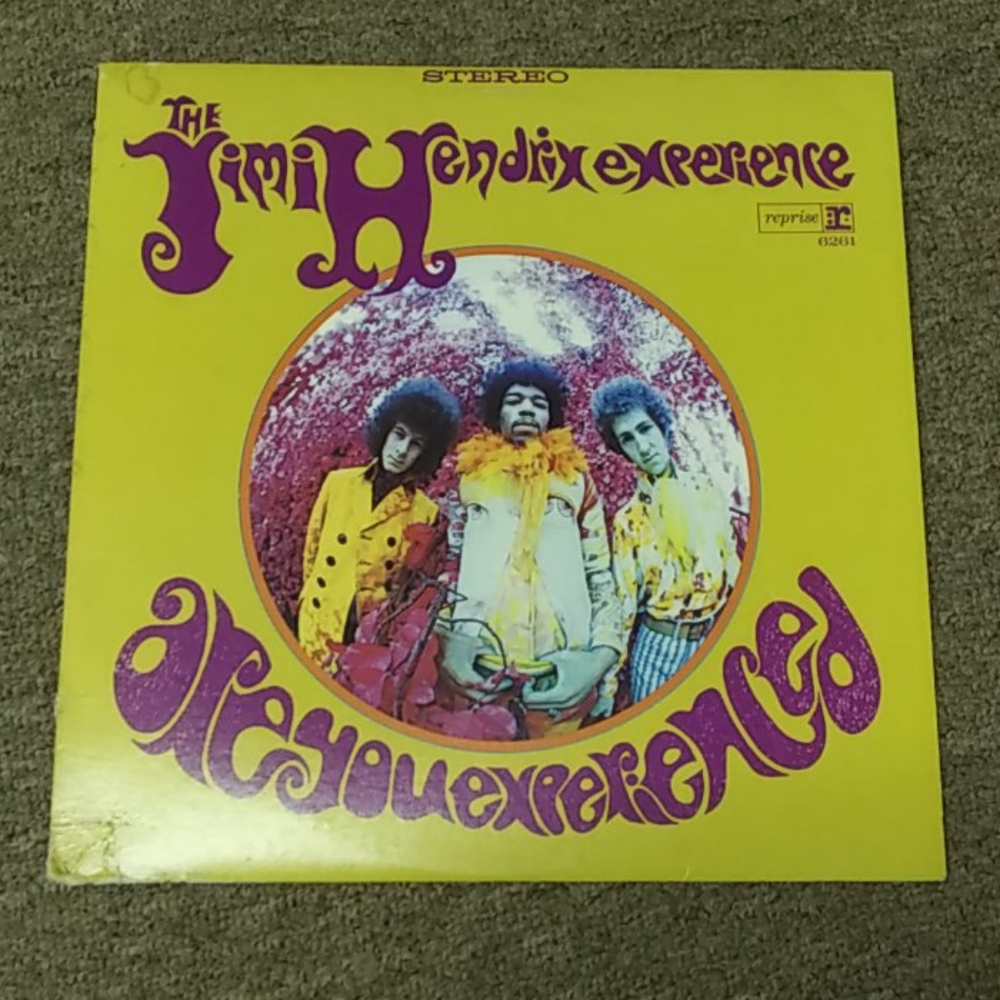 STEREO
THE
Jimi Hendrix experience
reprise r
6261
are you experienced